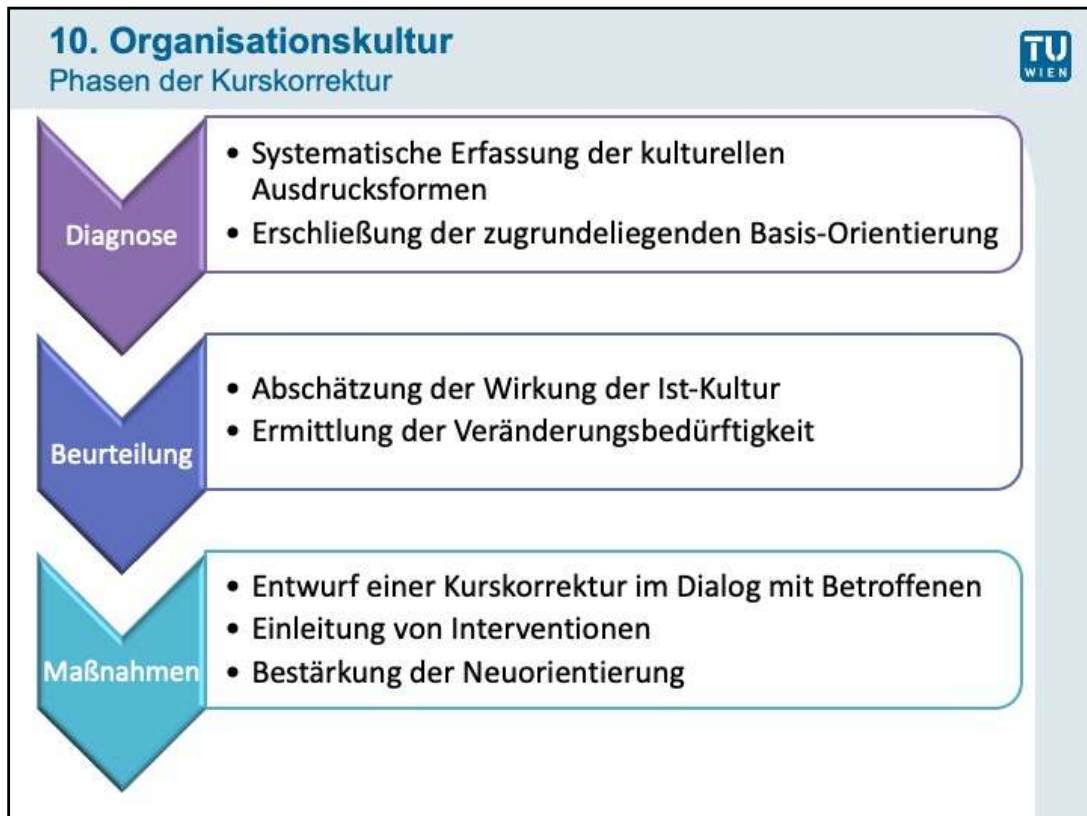 10. Organisationskultur
Phasen der Kurskorrektur
TU
WIEN
Diagnose
• Systematische Erfassung der kulturellen
Ausdrucksformen
• Erschließung der zugrundeliegenden Basis-Orientierung
Beurteilung
• Abschätzung der Wirkung der Ist-Kultur
• Ermittlung der Veränderungsbedürftigkeit
Maßnahmen
• Entwurf einer Kurskorrektur im Dialog mit Betroffenen
• Einleitung von Interventionen
• Bestärkung der Neuorientierung